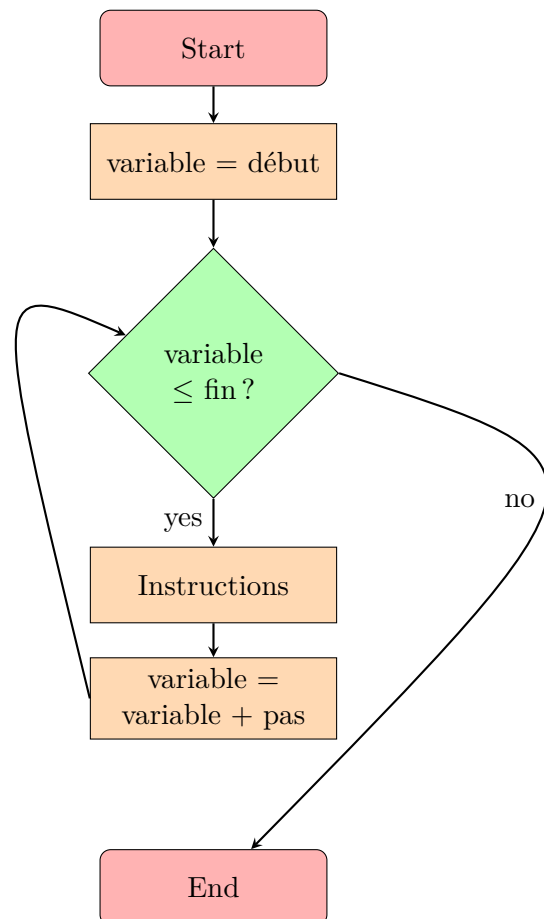 Start
variable = début
variable
≤ fin ?
yes
no
Instructions
variable =
variable + pas
End